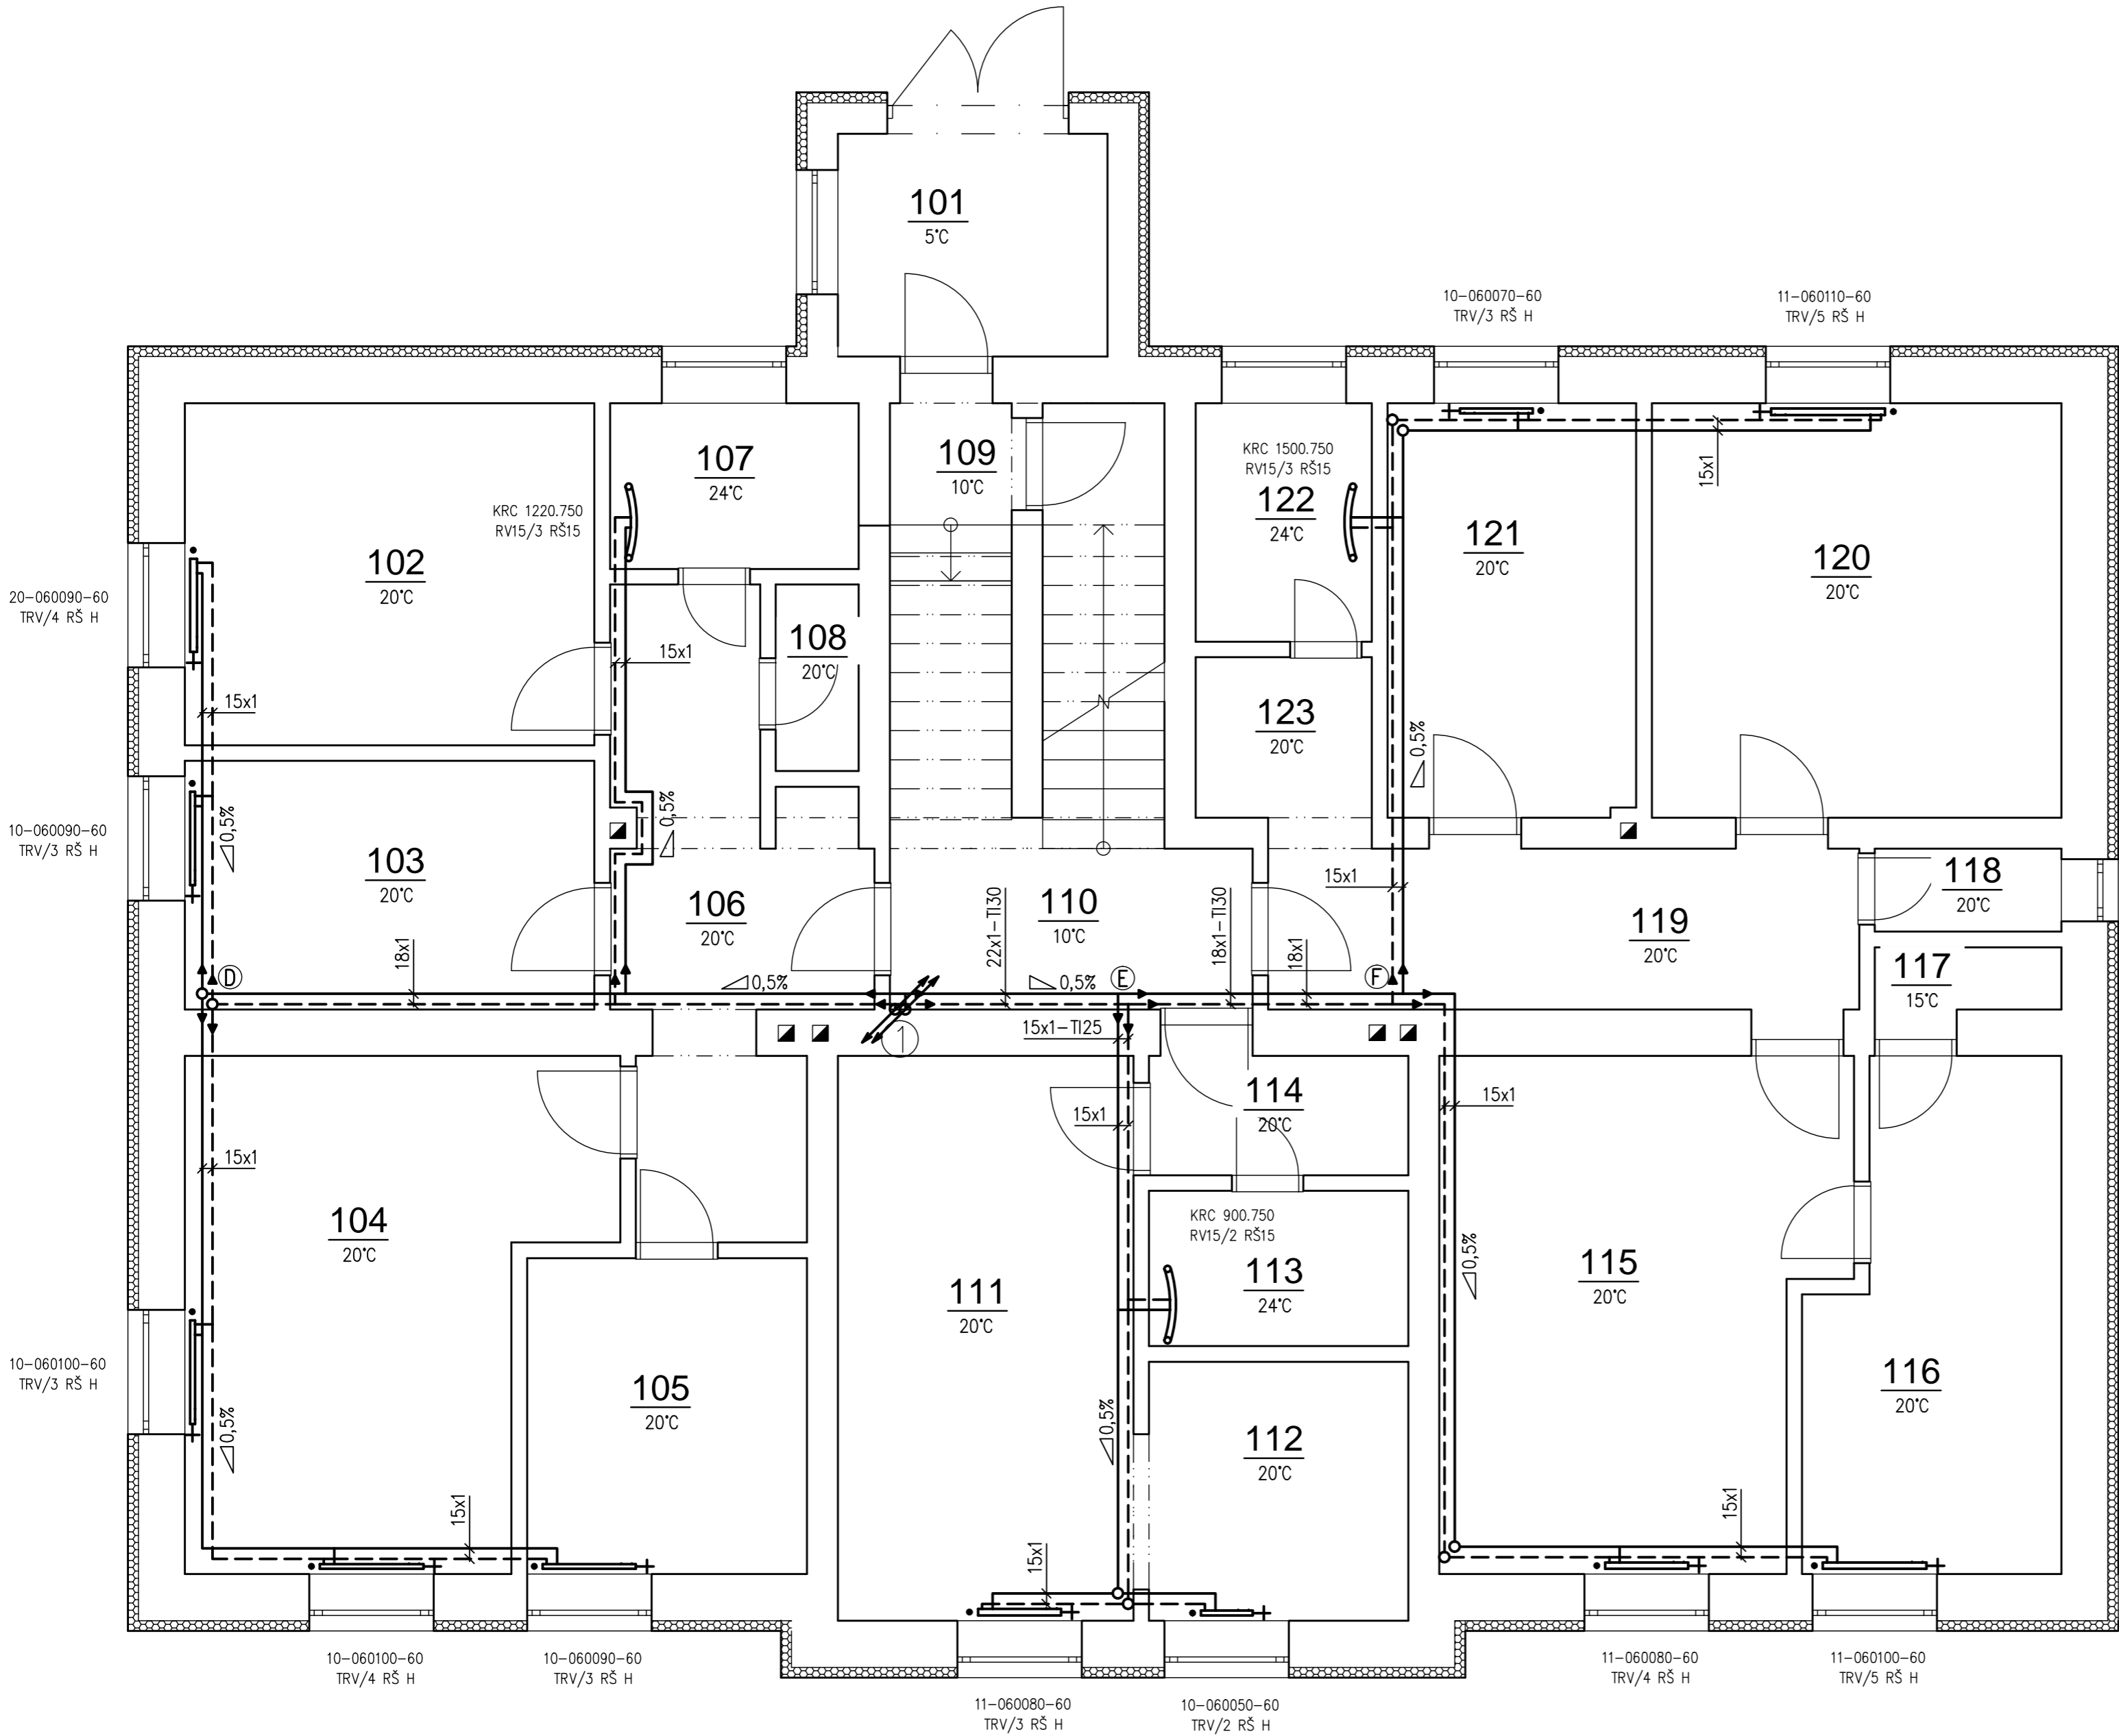 101
5°C
10-060070-60
TRV/3 RŠ H
11-060110-60
TRV/5 RŠ H
107
24°C
109
10°C
KRC 1500.750
RV15/3 RŠ15
122
24°C
15x1
KRC 1220.750
RV15/3 RŠ15
102
20°C
121
20°C
120
20°C
20-060090-60
TRV/4 RŠ H
15x1
108
20°C
15x1
123
20°C
0,5%
10-060090-60
TRV/3 RŠ H
0,5%
0,5%
103
20°C
106
20°C
110
10°C
15x1
118
20°C
119
20°C
22x1-TI30
18x1-TI30
18x1
18x1
D
0,5%
0,5%
E
F
117
15°C
1
15x1-TI25
15x1
114
20°C
15x1
15x1
104
20°C
KRC 900.750
RV15/2 RŠ15
113
24°C
111
20°C
115
20°C
0,5%
10-060100-60
TRV/3 RŠ H
105
20°C
116
20°C
0,5%
0,5%
112
20°C
15x1
15x1
15x1
10-060100-60
TRV/4 RŠ H
10-060090-60
TRV/3 RŠ H
11-060080-60
TRV/4 RŠ H
11-060100-60
TRV/5 RŠ H
11-060080-60
TRV/3 RŠ H
10-060050-60
TRV/2 RŠ H